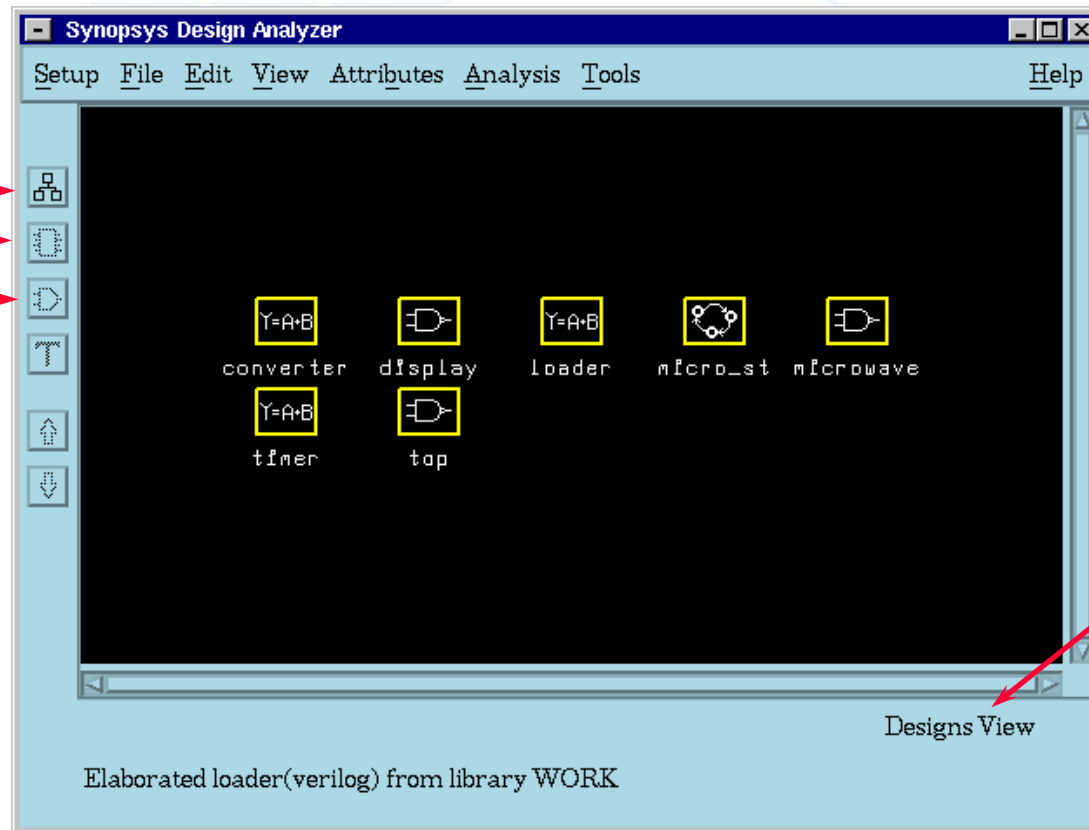 Synopsys Design Analyzer
Setup File Edit View Attributes Analysis Tools Help
Y=A+B Y=A+B
converter display loader micro_st microwave
Y=A+B
timer top
Designs View
Elaborated loader(verilog) from library WORK